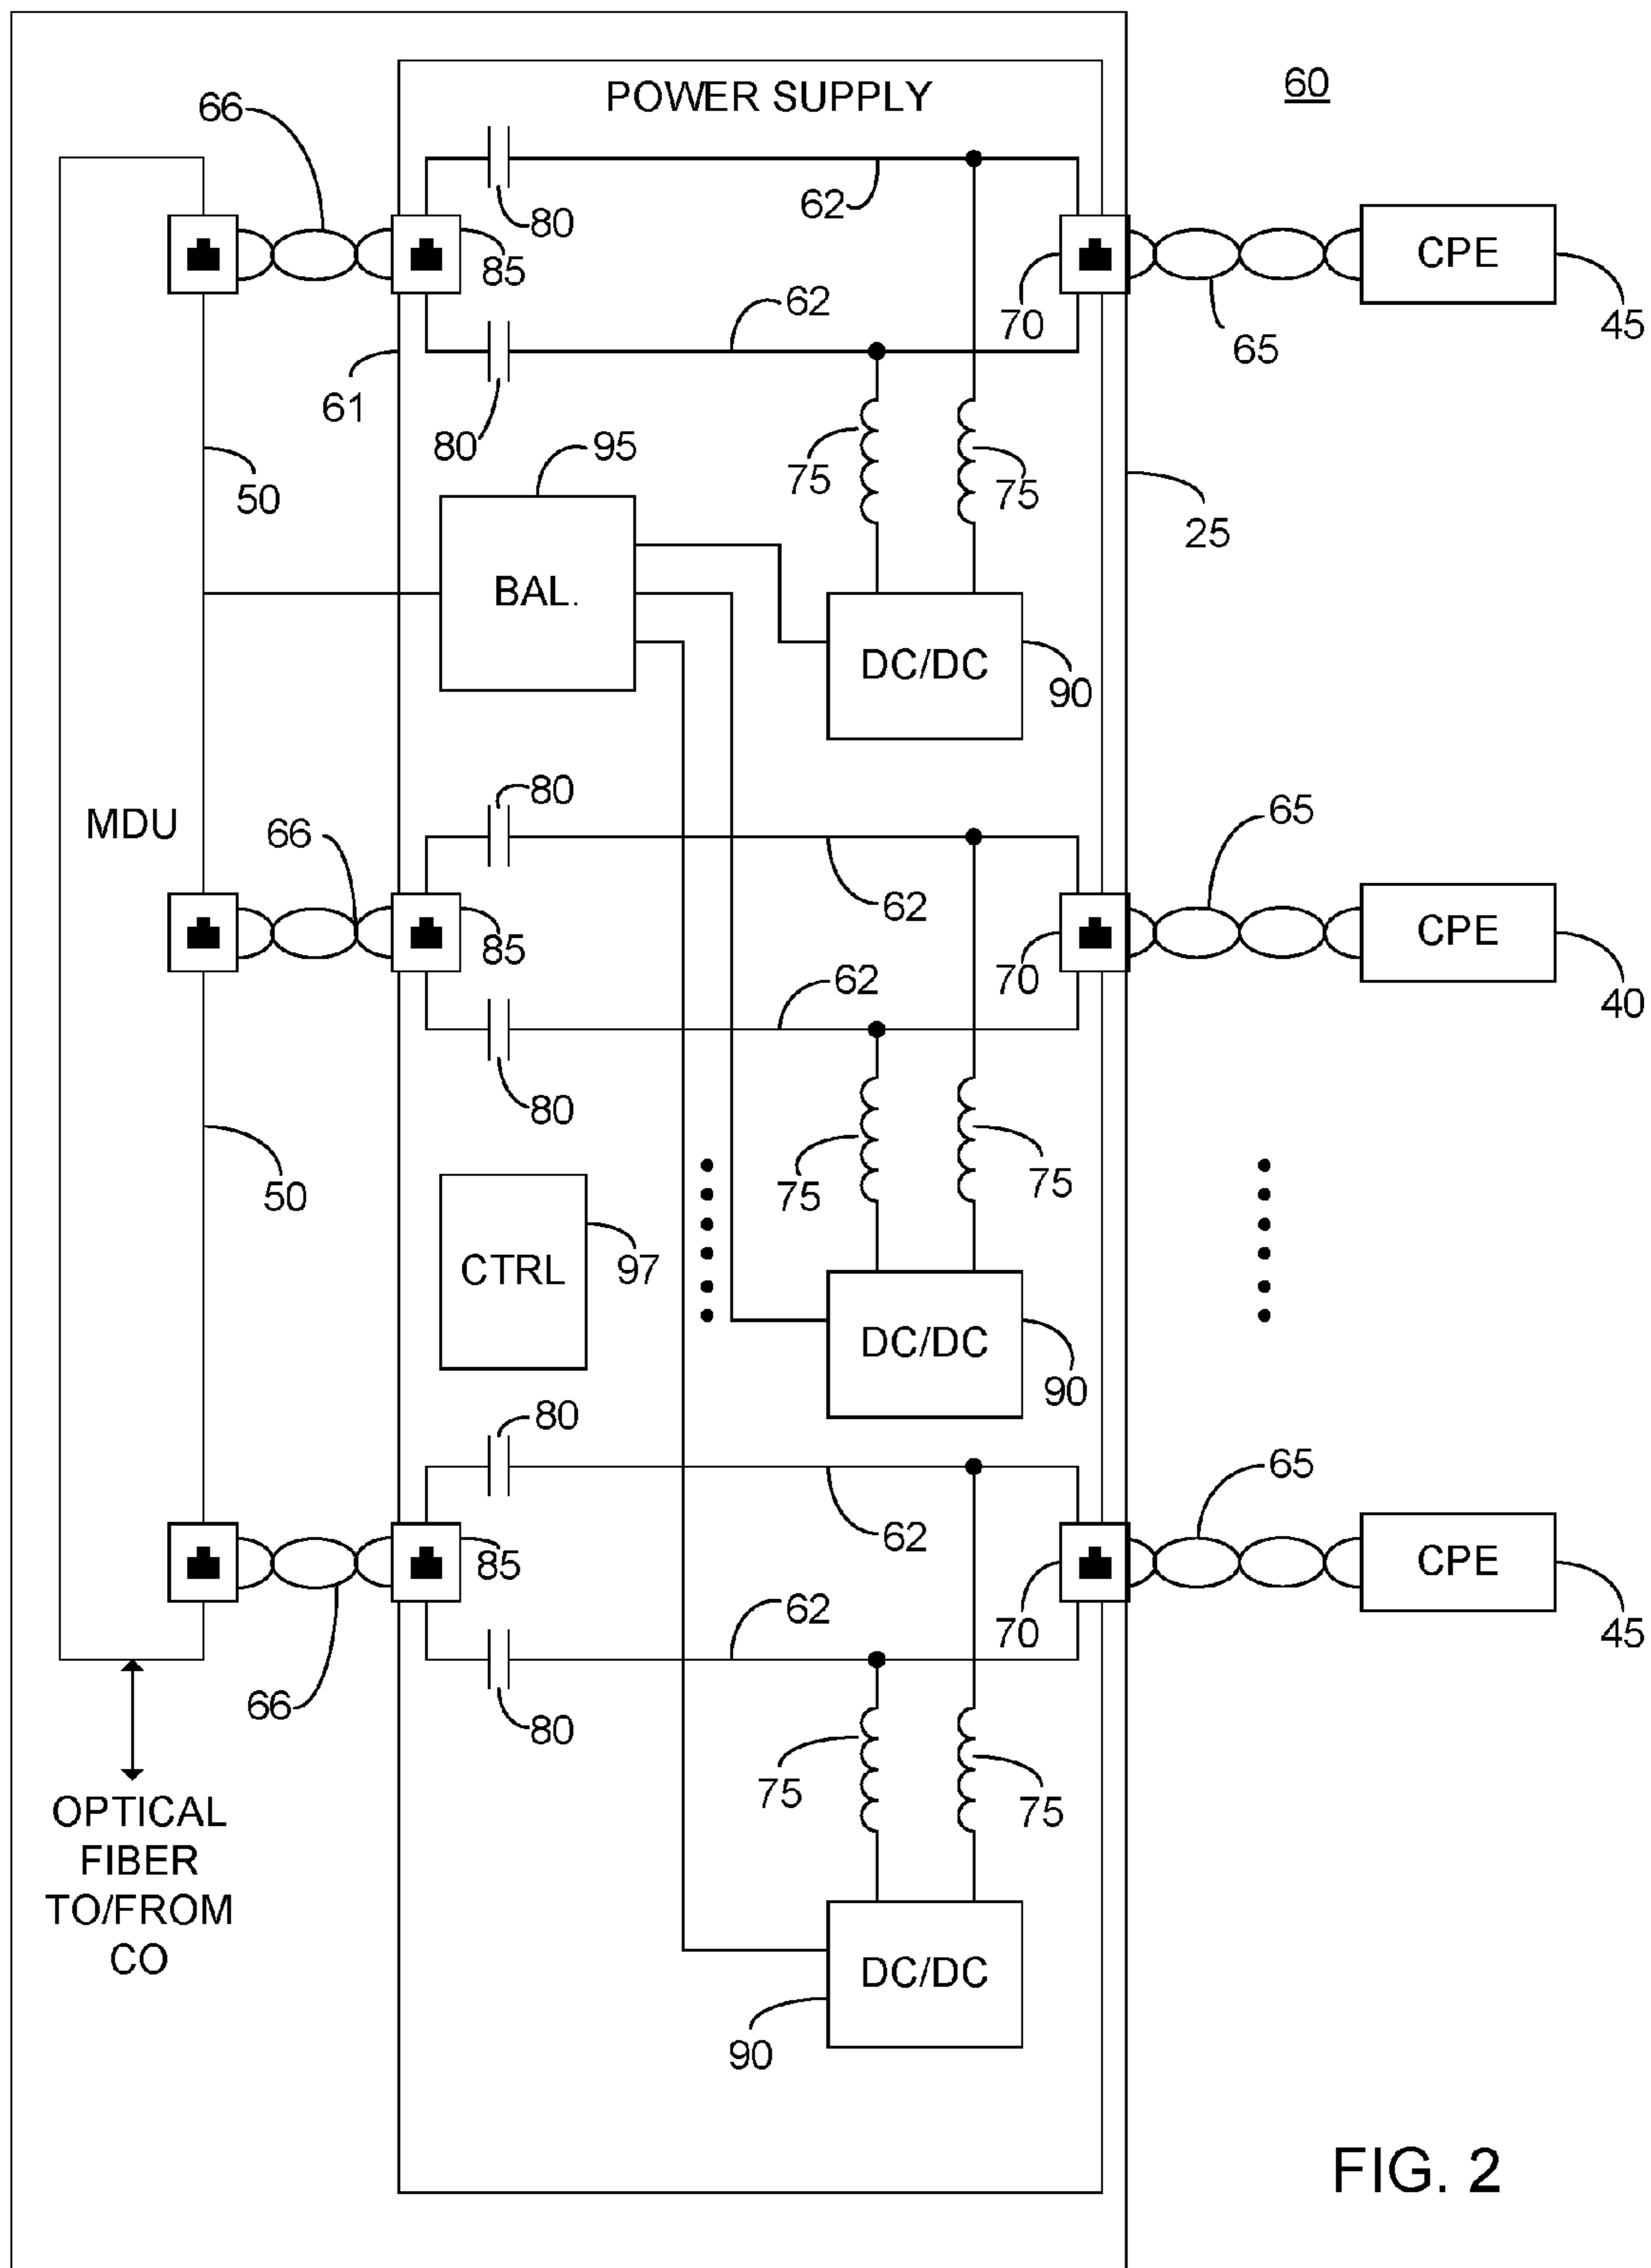 60
POWER SUPPLY
66
80
62
85
CPE
70
45
62
65
61
80
75
75
95
50
25
BAL.
DC/DC
90
80
65
MDU
66
62
CPE
85
62
70
40
80
75
75
50
CTRL
97
DC/DC
90
80
65
62
CPE
85
62
70
45
66
80
75
75
OPTICAL
FIBER
TO/FROM
CO
DC/DC
90
FIG. 2